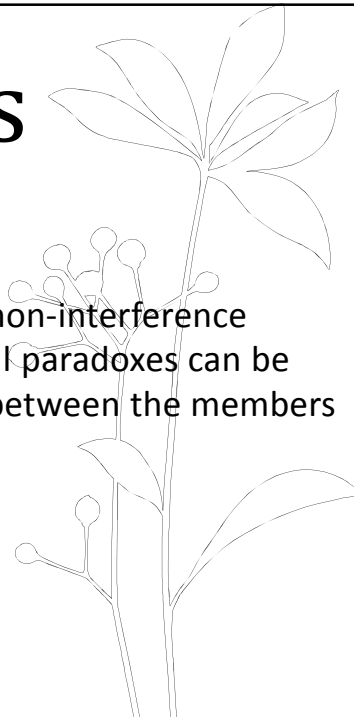 s
non-interference
l paradoxes can be
between the members